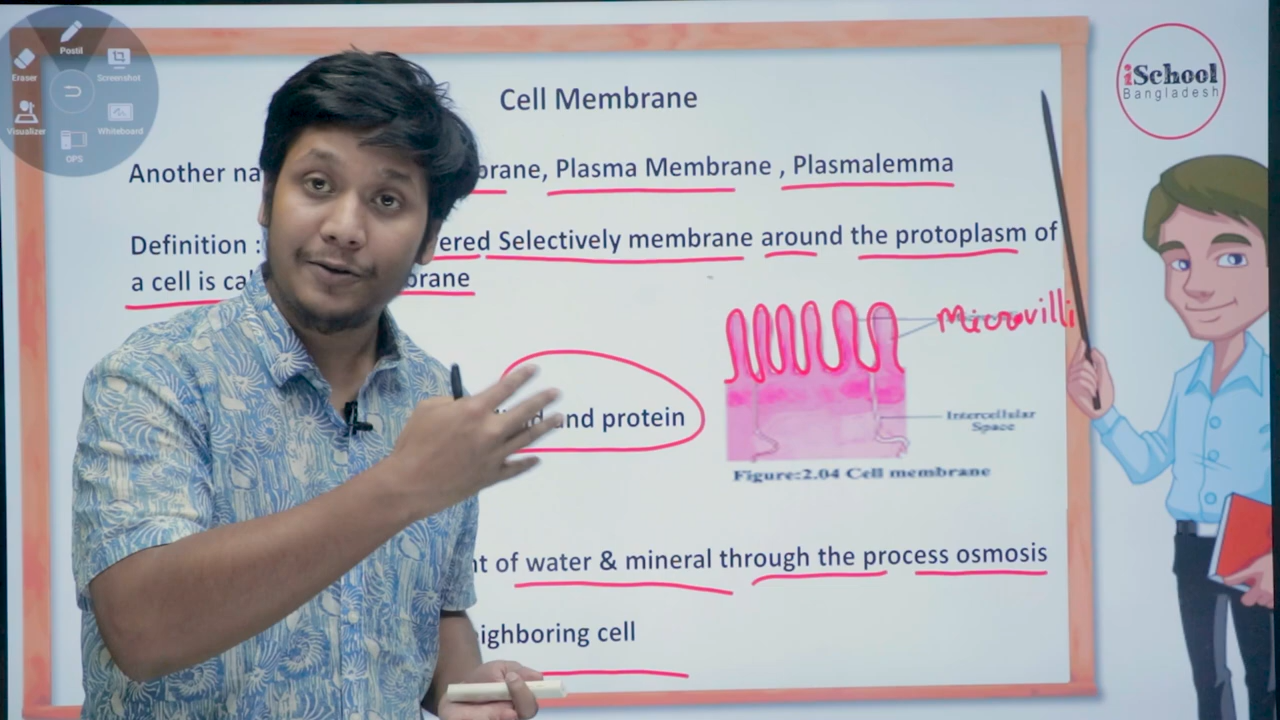 Postil
Eraser
Screenshot
Visualizer
Whiteboard
OPS
iSchool
Bangladesh
Cell Membrane
Another na brane, Plasma Membrane , Plasmalemma
Definition : ered Selectively membrane around the protoplasm of
a cell is ca brane
Microvilli
and protein
Intercellular
Space
Figure:2.04 Cell membrane
nt of water & mineral through the process osmosis
ighboring cell